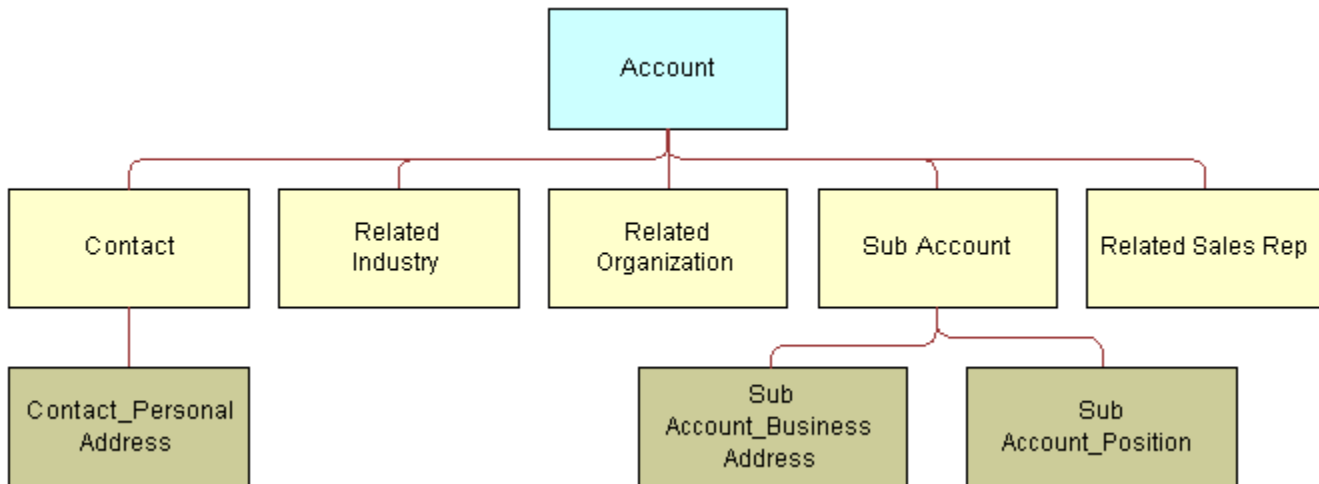 Account
Contact
Related
Industry
Related
Organization
Sub Account
Related Sales Rep
Contact_Personal
Address
Sub
Account_Business
Address
Sub
Account_Position